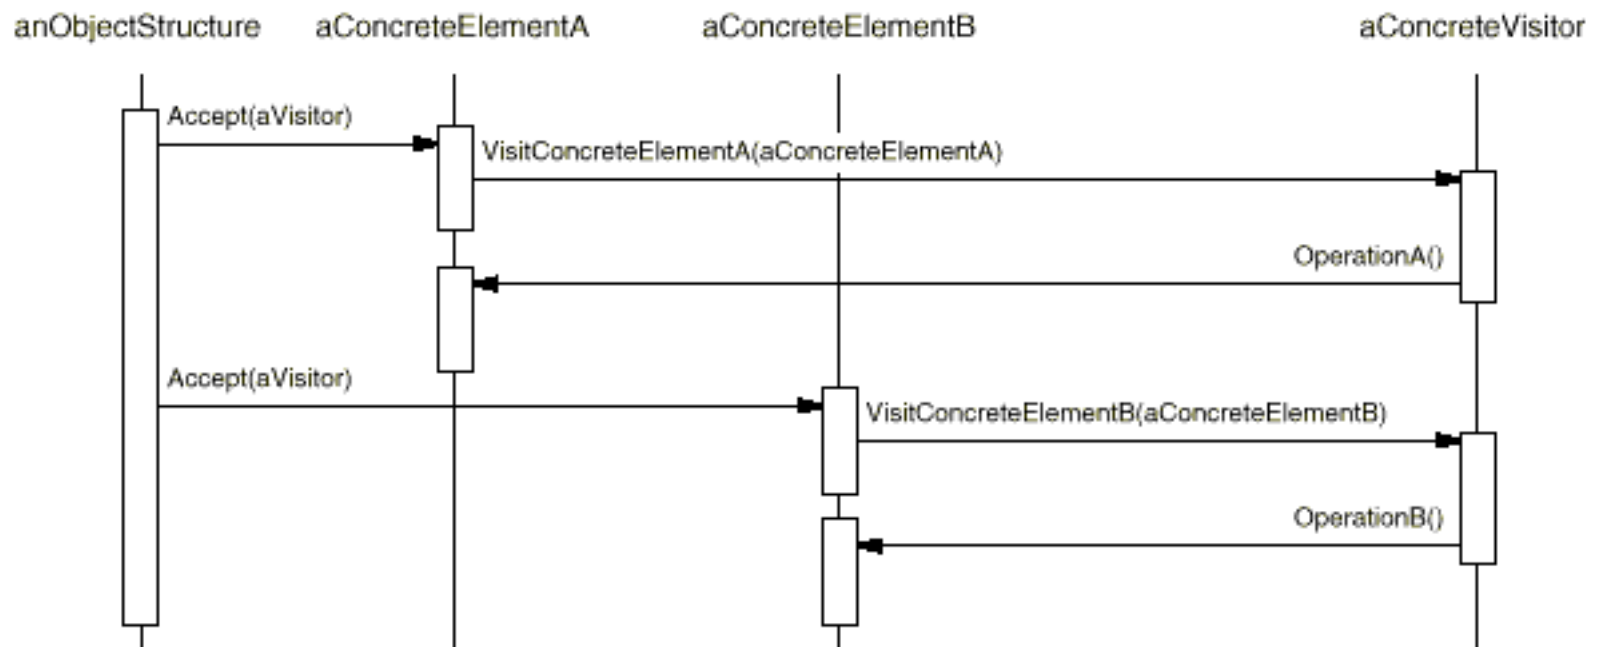 anObjectStructure aConcreteElementA aConcreteElementB aConcreteVisitor
Accept(aVisitor)
VisitConcreteElementA(aConcreteElementA)
OperationA()
Accept(aVisitor)
VisitConcreteElementB(aConcreteElementB)
OperationB()